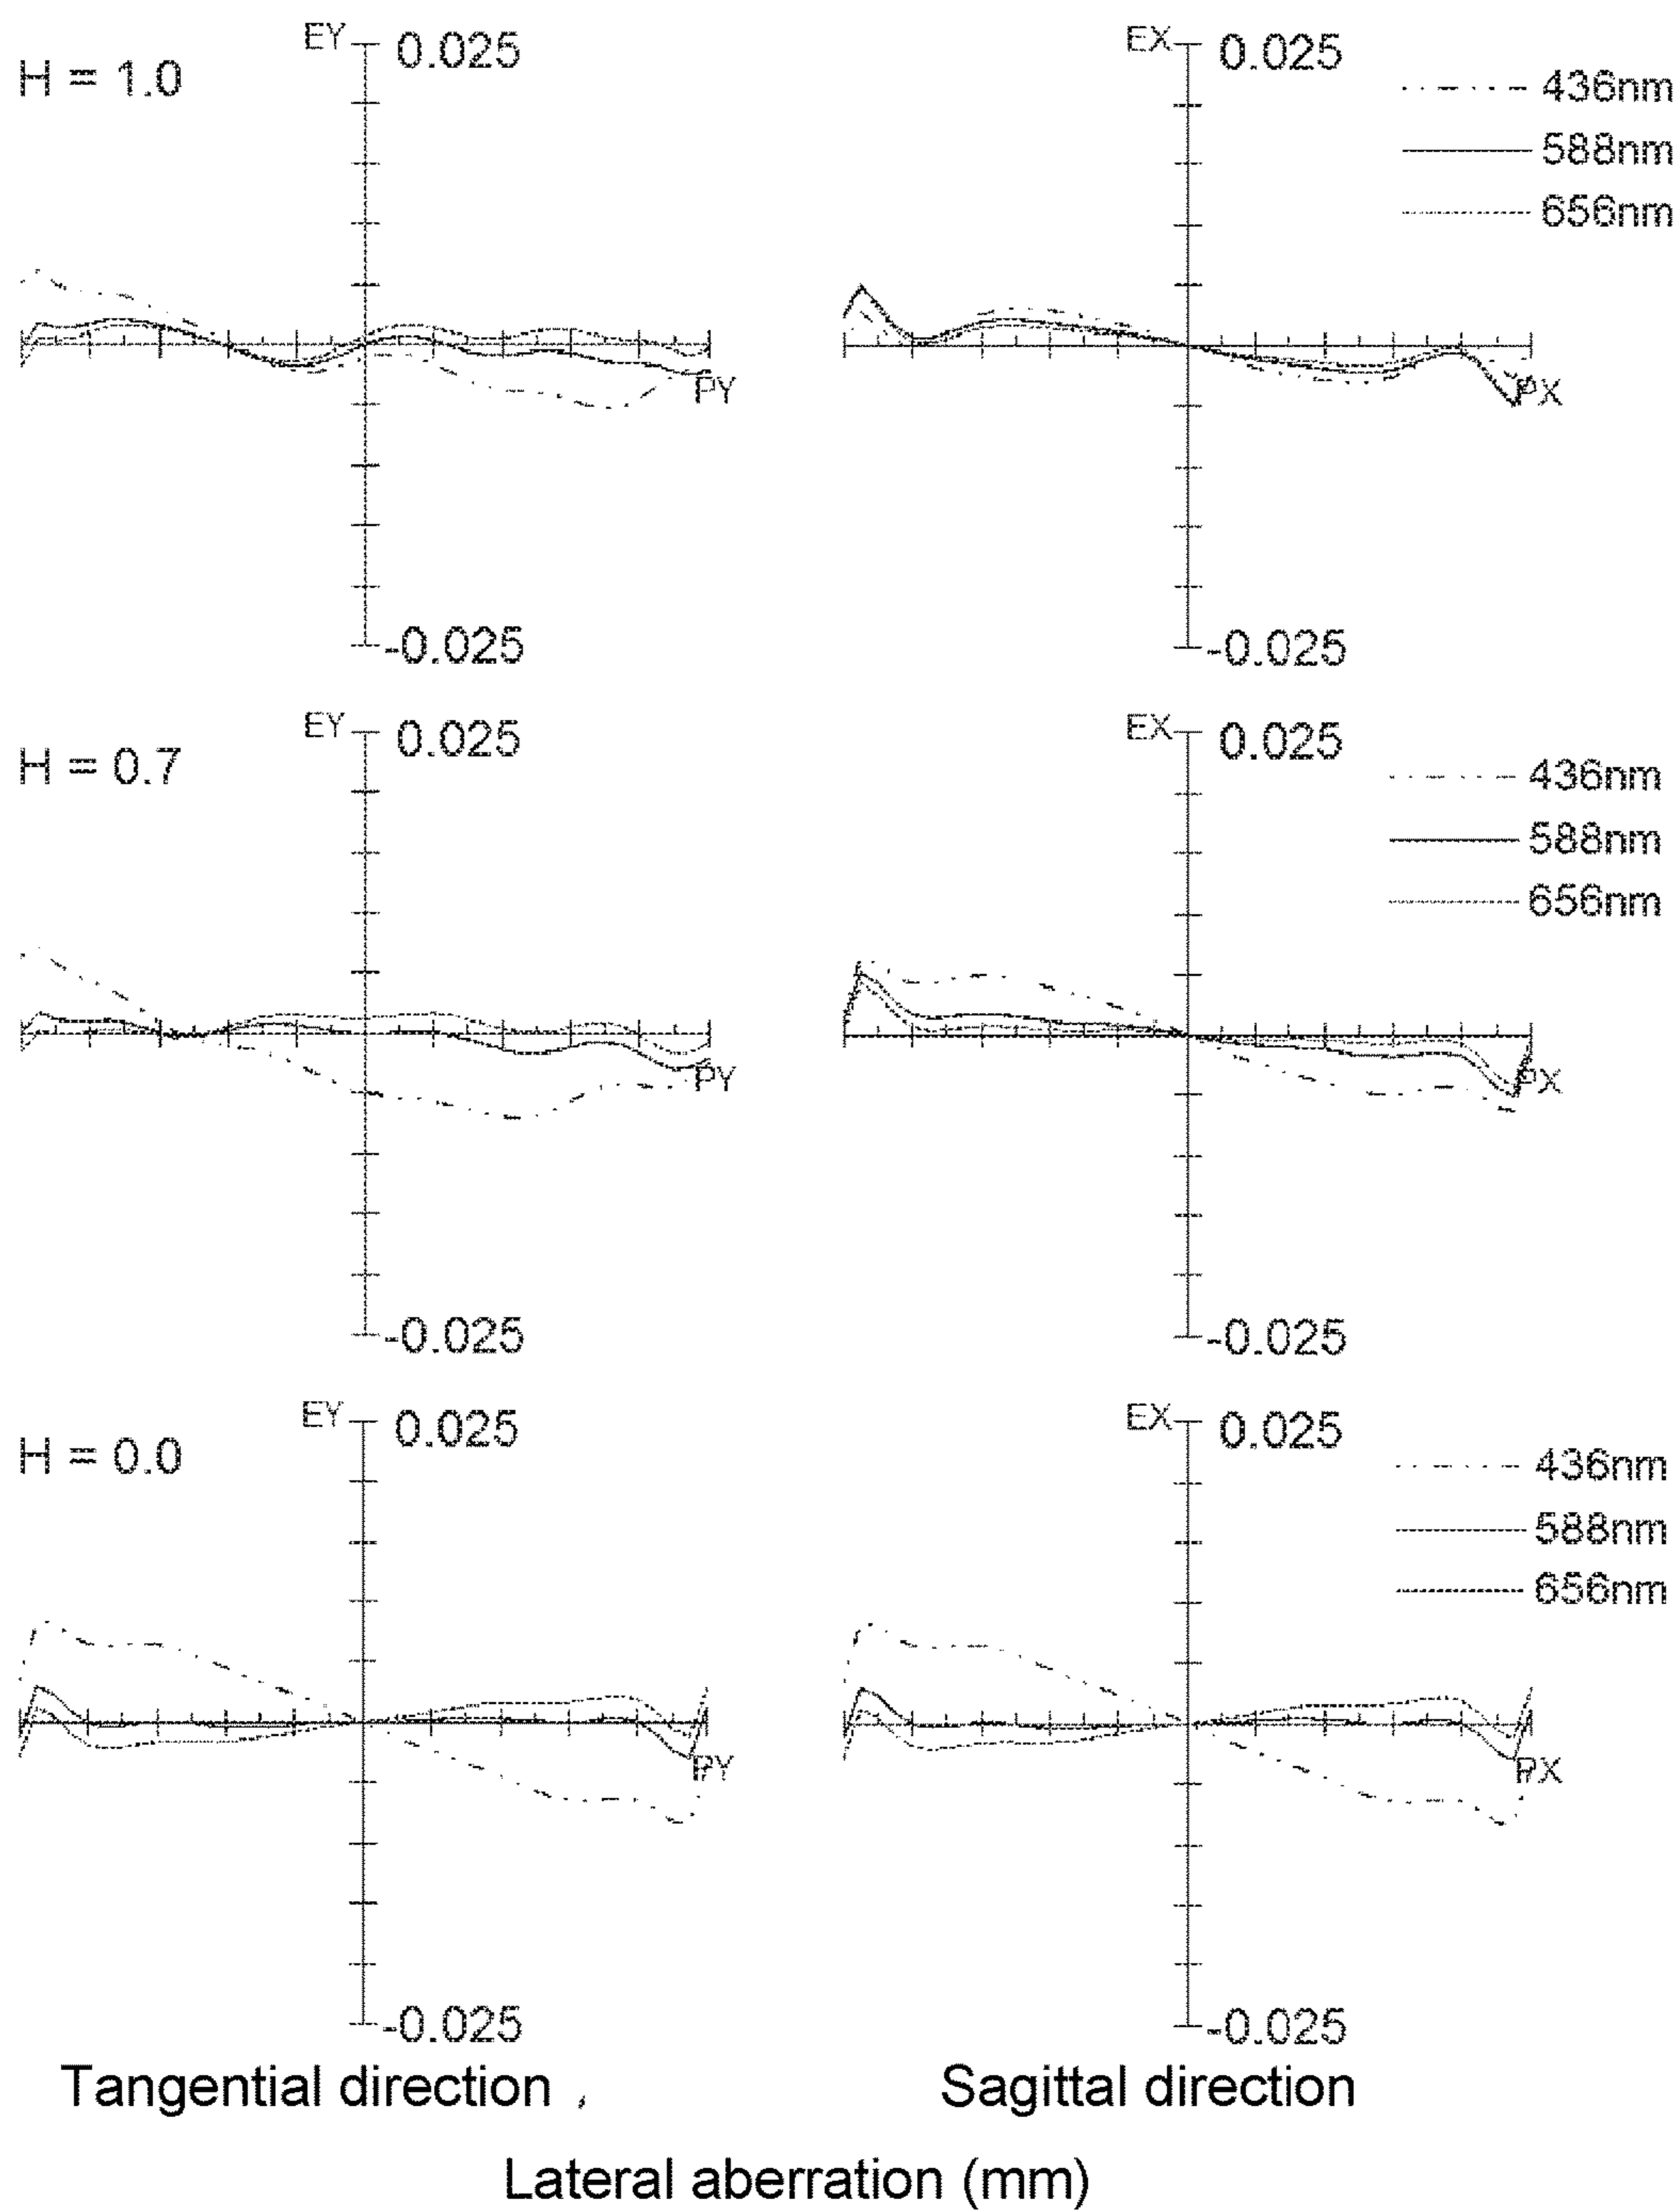 EY 0.025 EX 0.025
H = 1.0
436nm
588nm
656nm
PY PX
-0.025 -0.025
EY 0.025 EX 0.025
H = 0.7
436nm
588nm
656nm
PY PX
-0.025 -0.025
EY 0.025 EX 0.025
H = 0.0
436nm
588nm
656nm
PY PX
-0.025 -0.025
Tangential direction , Sagittal direction
Lateral aberration (mm)